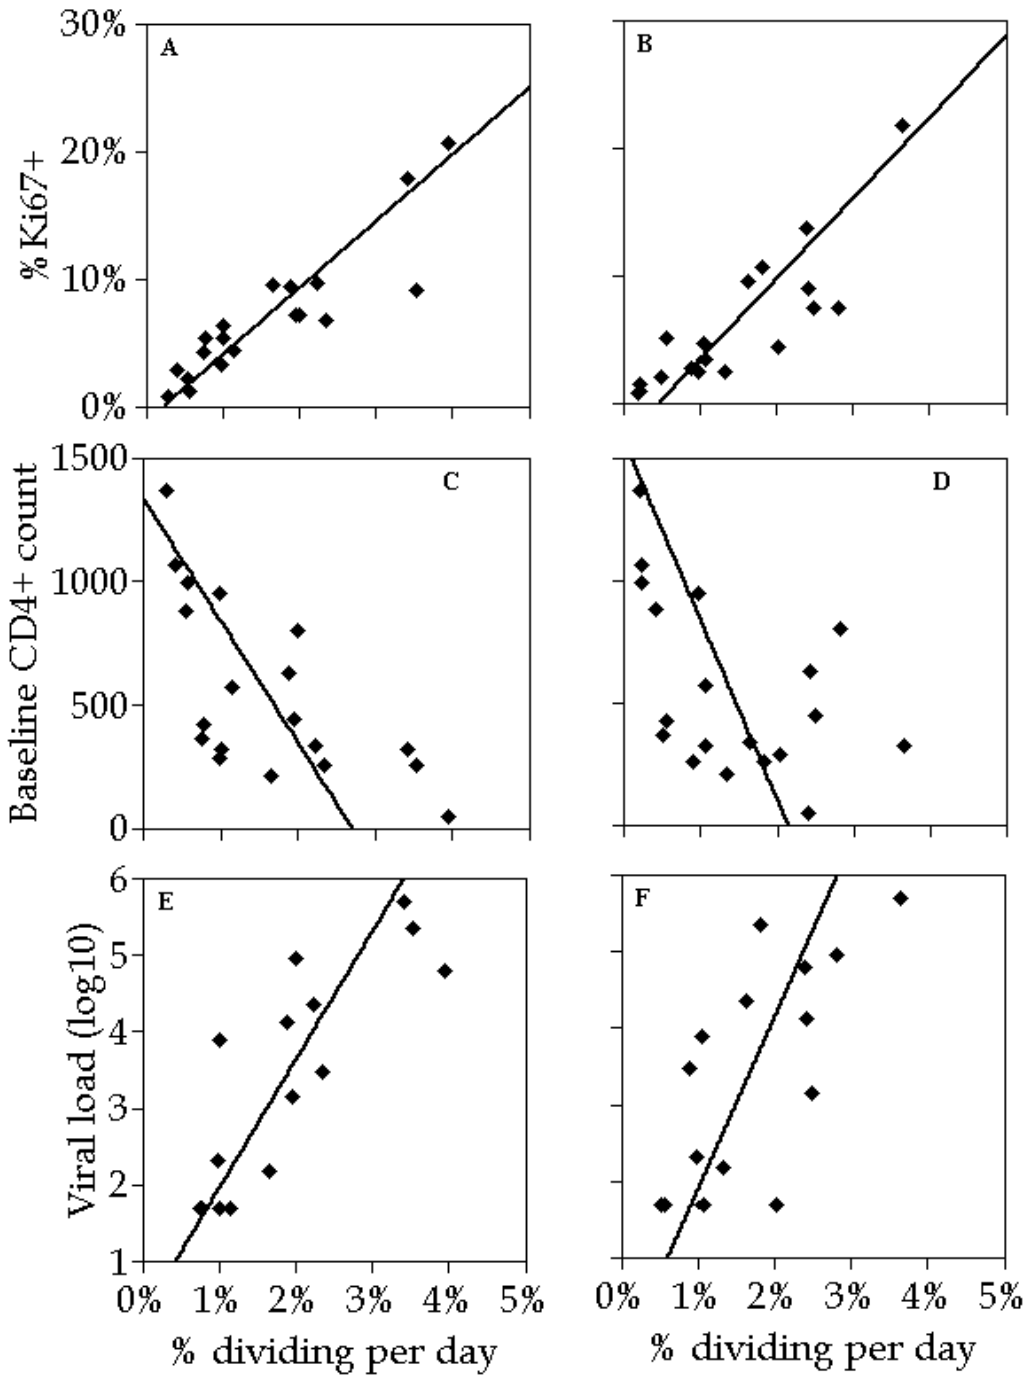 30%
A
B
20%
10%
0%
% Ki67+
1500
C
D
1000
500
0
Baseline CD4+ count
6
E
F
5
4
3
2
1
Viral load (log10)
0% 1% 2% 3% 4% 5%
0% 1% 2% 3% 4% 5%
% dividing per day
% dividing per day